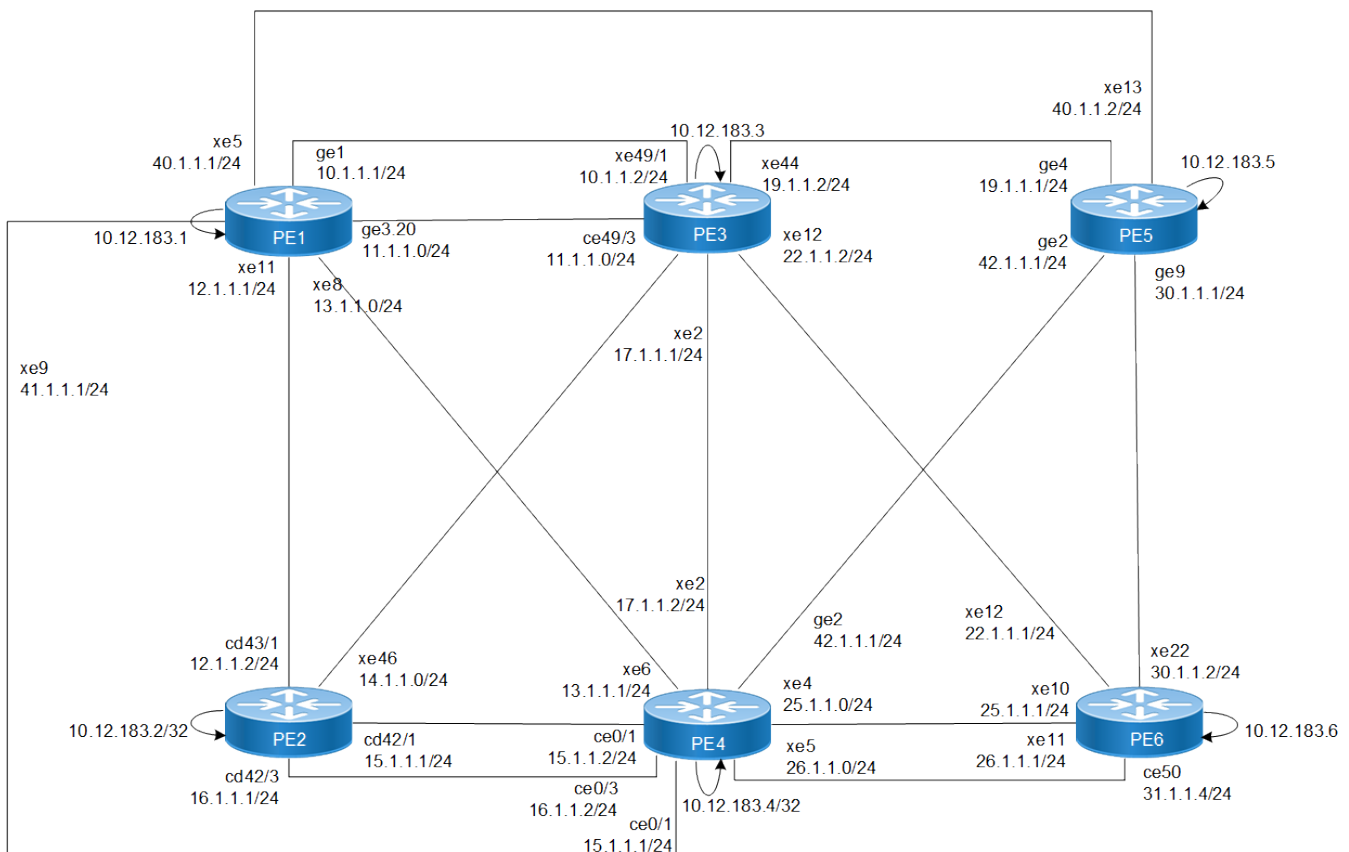 xe13
40.1.1.2/24
10.12.183.3
xe5
40.1.1.1/24
ge1
10.1.1.1/24
xe49/1
10.1.1.2/24
xe44
19.1.1.2/24
ge4
19.1.1.1/24
10.12.183.5
10.12.183.1
PE1
ge3.20
11.1.1.0/24
ce49/3
11.1.1.0/24
PE3
xe12
22.1.1.2/24
ge2
42.1.1.1/24
PE5
ge9
30.1.1.1/24
xe11
12.1.1.1/24
xe8
13.1.1.0/24
xe2
17.1.1.1/24
xe9
41.1.1.1/24
xe2
17.1.1.2/24
ge2
42.1.1.1/24
xe12
22.1.1.1/24
cd43/1
12.1.1.2/24
xe46
14.1.1.0/24
xe6
13.1.1.1/24
xe4
25.1.1.0/24
xe10
25.1.1.1/24
xe22
30.1.1.2/24
10.12.183.2/32
PE2
cd42/1
15.1.1.1/24
ce0/1
15.1.1.2/24
PE4
xe5
26.1.1.0/24
xe11
26.1.1.1/24
PE6
10.12.183.6
cd42/3
16.1.1.1/24
ce0/3
16.1.1.2/24
10.12.183.4/32
ce50
31.1.1.4/24
ce0/1
15.1.1.1/24